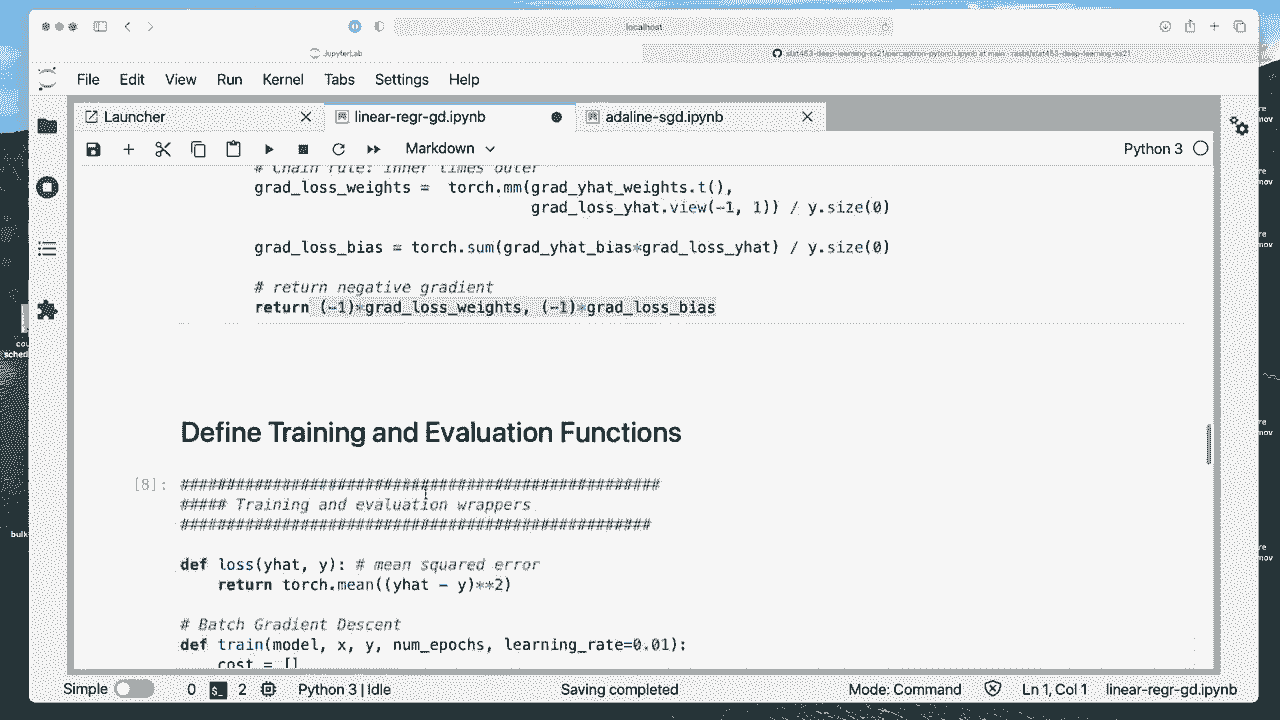 localhost
JupyterLab
stat453-deep-learning-ss21/perceptron-pytorch.ipynb at main · rasbt/stat453-deep-learning-ss21
File Edit View Run Kernel Tabs Settings Help
Launcher linear-regr-gd.ipynb adaline-sgd.ipynb
Markdown Python 3
# Chain rule: inner times outer
grad_loss_weights = torch.mm(grad_yhat_weights.t(),
grad_loss_yhat.view(-1, 1)) / y.size(0)
grad_loss_bias = torch.sum(grad_yhat_bias*grad_loss_yhat) / y.size(0)
# return negative gradient
return (-1)*grad_loss_weights, (-1)*grad_loss_bias
Define Training and Evaluation Functions
[8]: ####################################################
##### Training and evaluation wrappers
###################################################
def loss(yhat, y): # mean squared error
return torch.mean((yhat - y)**2)
# Batch Gradient Descent
def train(model, x, y, num_epochs, learning_rate=0.01):
cost = []
Simple 0 $_ 2 Python 3 | Idle Saving completed Mode: Command Ln 1, Col 1 linear-regr-gd.ipynb